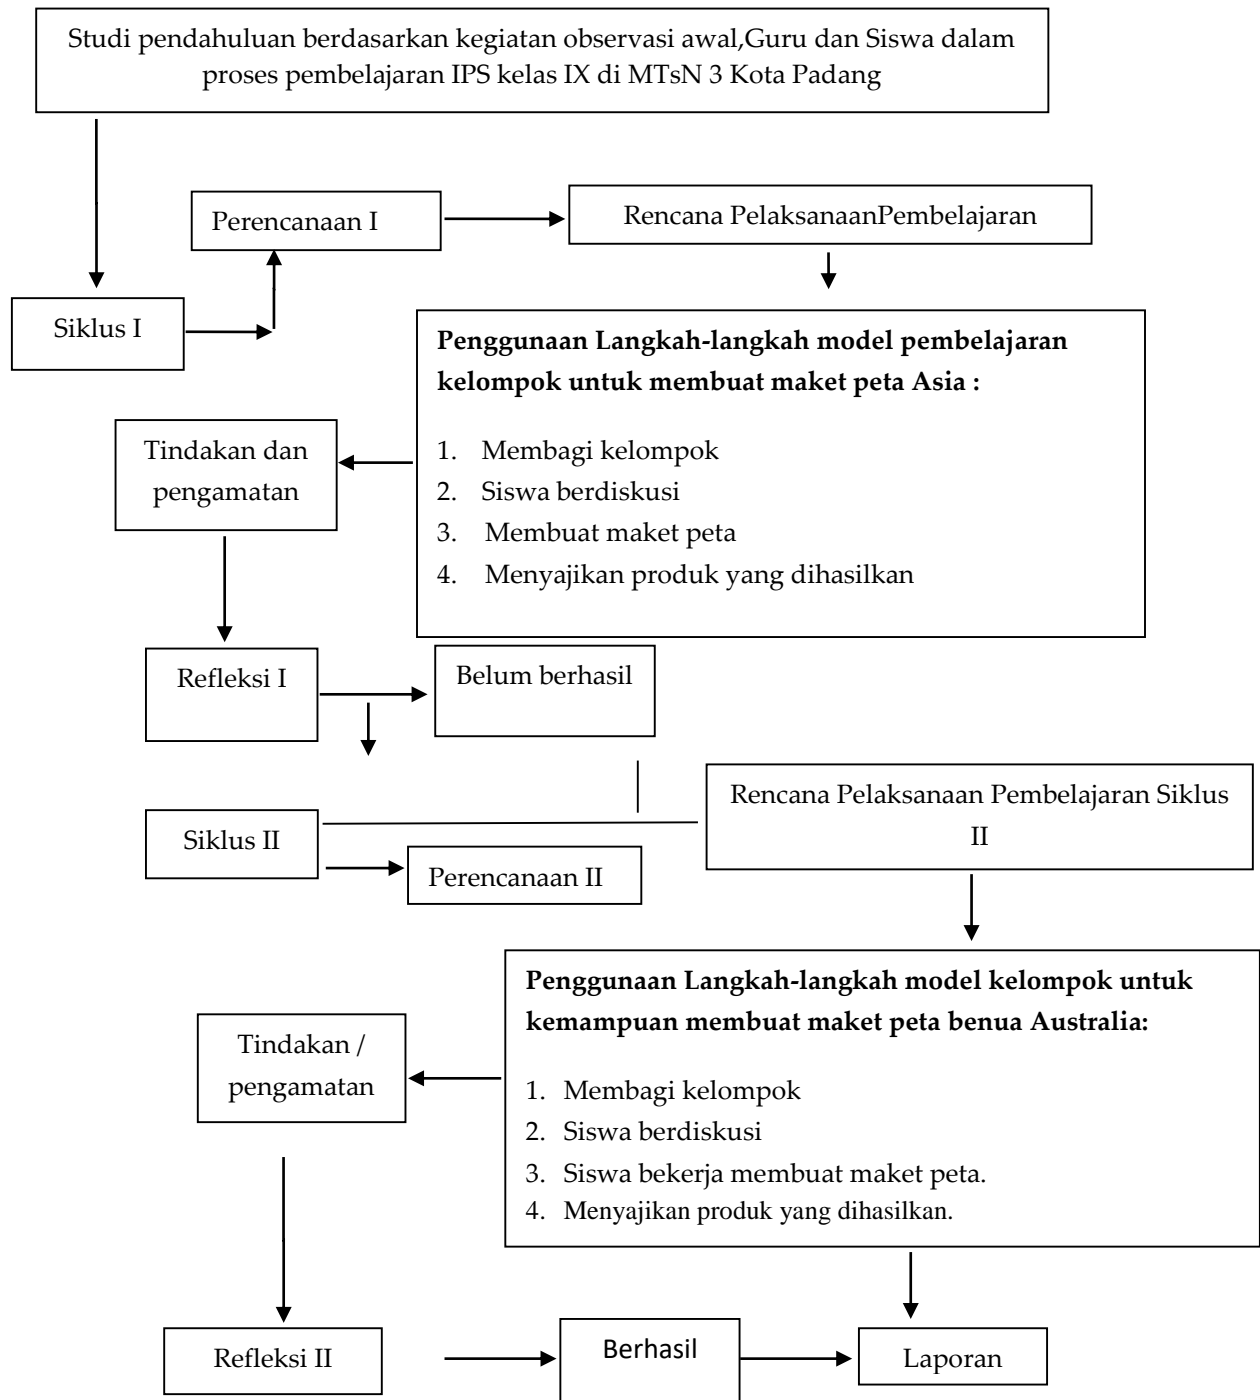 Studi pendahuluan berdasarkan kegiatan observasi awal,Guru dan Siswa dalam
proses pembelajaran IPS kelas IX di MTsN 3 Kota Padang
Perencanaan I
Rencana PelaksanaanPembelajaran
Siklus I
Penggunaan Langkah-langkah model pembelajaran
kelompok untuk membuat maket peta Asia :
1. Membagi kelompok
2. Siswa berdiskusi
3. Membuat maket peta
4. Menyajikan produk yang dihasilkan
Tindakan dan
pengamatan
Refleksi I
Belum berhasil
Rencana Pelaksanaan Pembelajaran Siklus
II
Siklus II
Perencanaan II
Penggunaan Langkah-langkah model kelompok untuk
kemampuan membuat maket peta benua Australia:
1. Membagi kelompok
2. Siswa berdiskusi
3. Siswa bekerja membuat maket peta.
4. Menyajikan produk yang dihasilkan.
Tindakan /
pengamatan
Refleksi II
Berhasil
Laporan